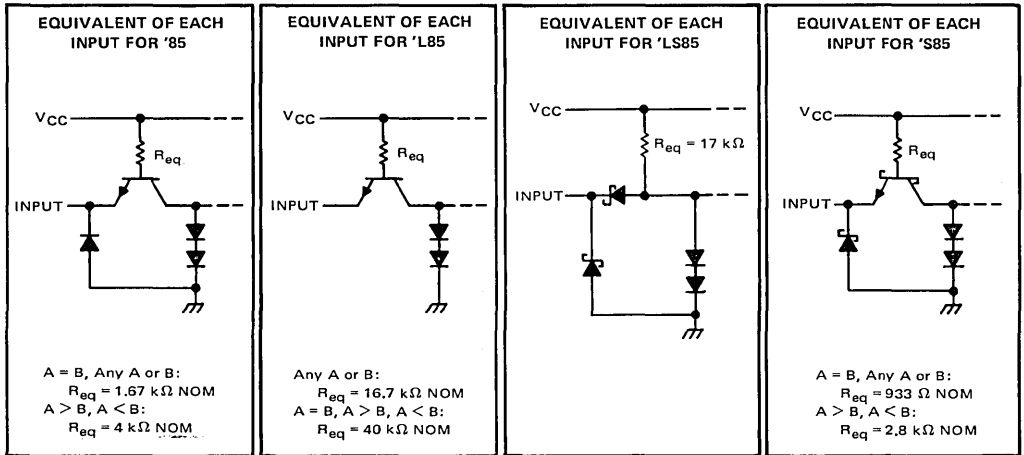 EQUIVALENT OF EACH
INPUT FOR '85
VCC
Req
INPUT
A = B, Any A or B:
Req = 1.67 kΩ NOM
A > B, A < B:
Req = 4 kΩ NOM
EQUIVALENT OF EACH
INPUT FOR 'L85
VCC
Req
INPUT
Any A or B:
Req = 16.7 kΩ NOM
A = B, A > B, A < B:
Req = 40 kΩ NOM
EQUIVALENT OF EACH
INPUT FOR 'LS85
VCC
Req = 17 kΩ
INPUT
EQUIVALENT OF EACH
INPUT FOR 'S85
VCC
Req
INPUT
A = B, Any A or B:
Req = 933 Ω NOM
A > B, A < B:
Req = 2.8 kΩ NOM